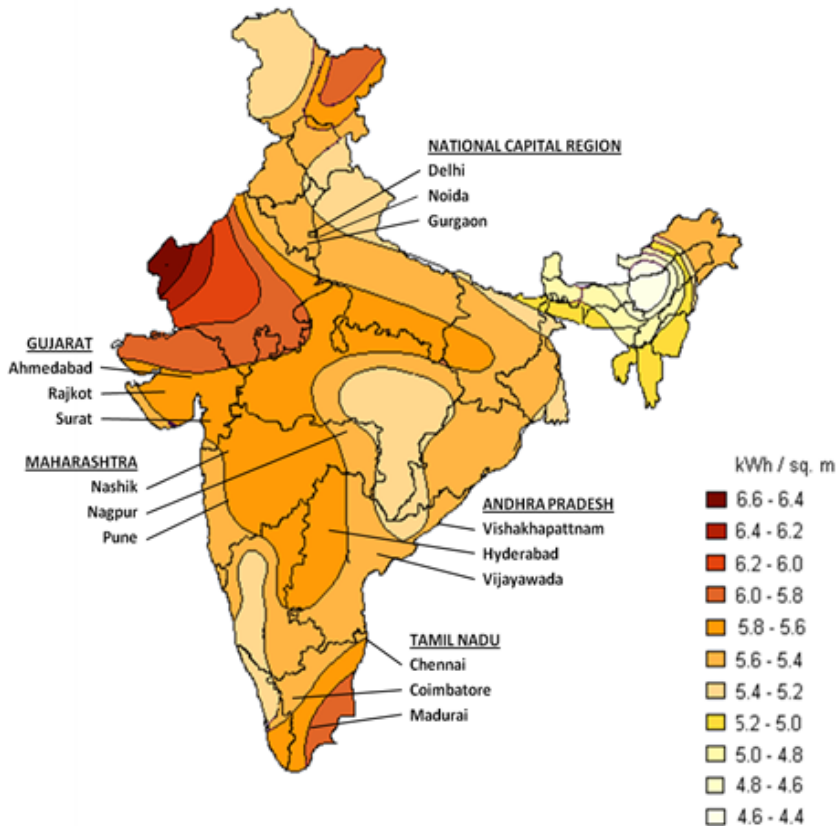 NATIONAL CAPITAL REGION
Delhi
Noida
Gurgaon
GUJARAT
Ahmedabad
Rajkot
Surat
MAHARASHTRA
Nashik
Nagpur
Pune
ANDHRA PRADESH
Vishakhapattnam
Hyderabad
Vijayawada
TAMIL NADU
Chennai
Coimbatore
Madurai
kWh / sq. m
6.6 - 6.4
6.4 - 6.2
6.2 - 6.0
6.0 - 5.8
5.8 - 5.6
5.6 - 5.4
5.4 - 5.2
5.2 - 5.0
5.0 - 4.8
4.8 - 4.6
4.6 - 4.4